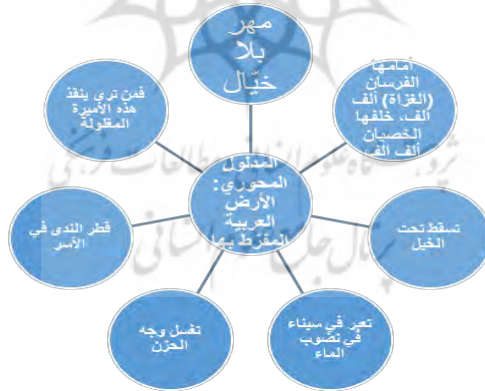 مهر
بلا
خيّال
أمامها
الفرسان
(الغزاة) ألف
ألف، خلفها
الخصيان
ألف ألف
تسقط تحت
الخيل
تعبر في سيناء
في نضوب
الماء
تغسل وجه
الحزن
قطر الندى في
الأسر
فمن ترى ينقذ
هذه الأميرة
المغلولة
المدلول
المحوري:
الأرض
العربية
المفرّط بها